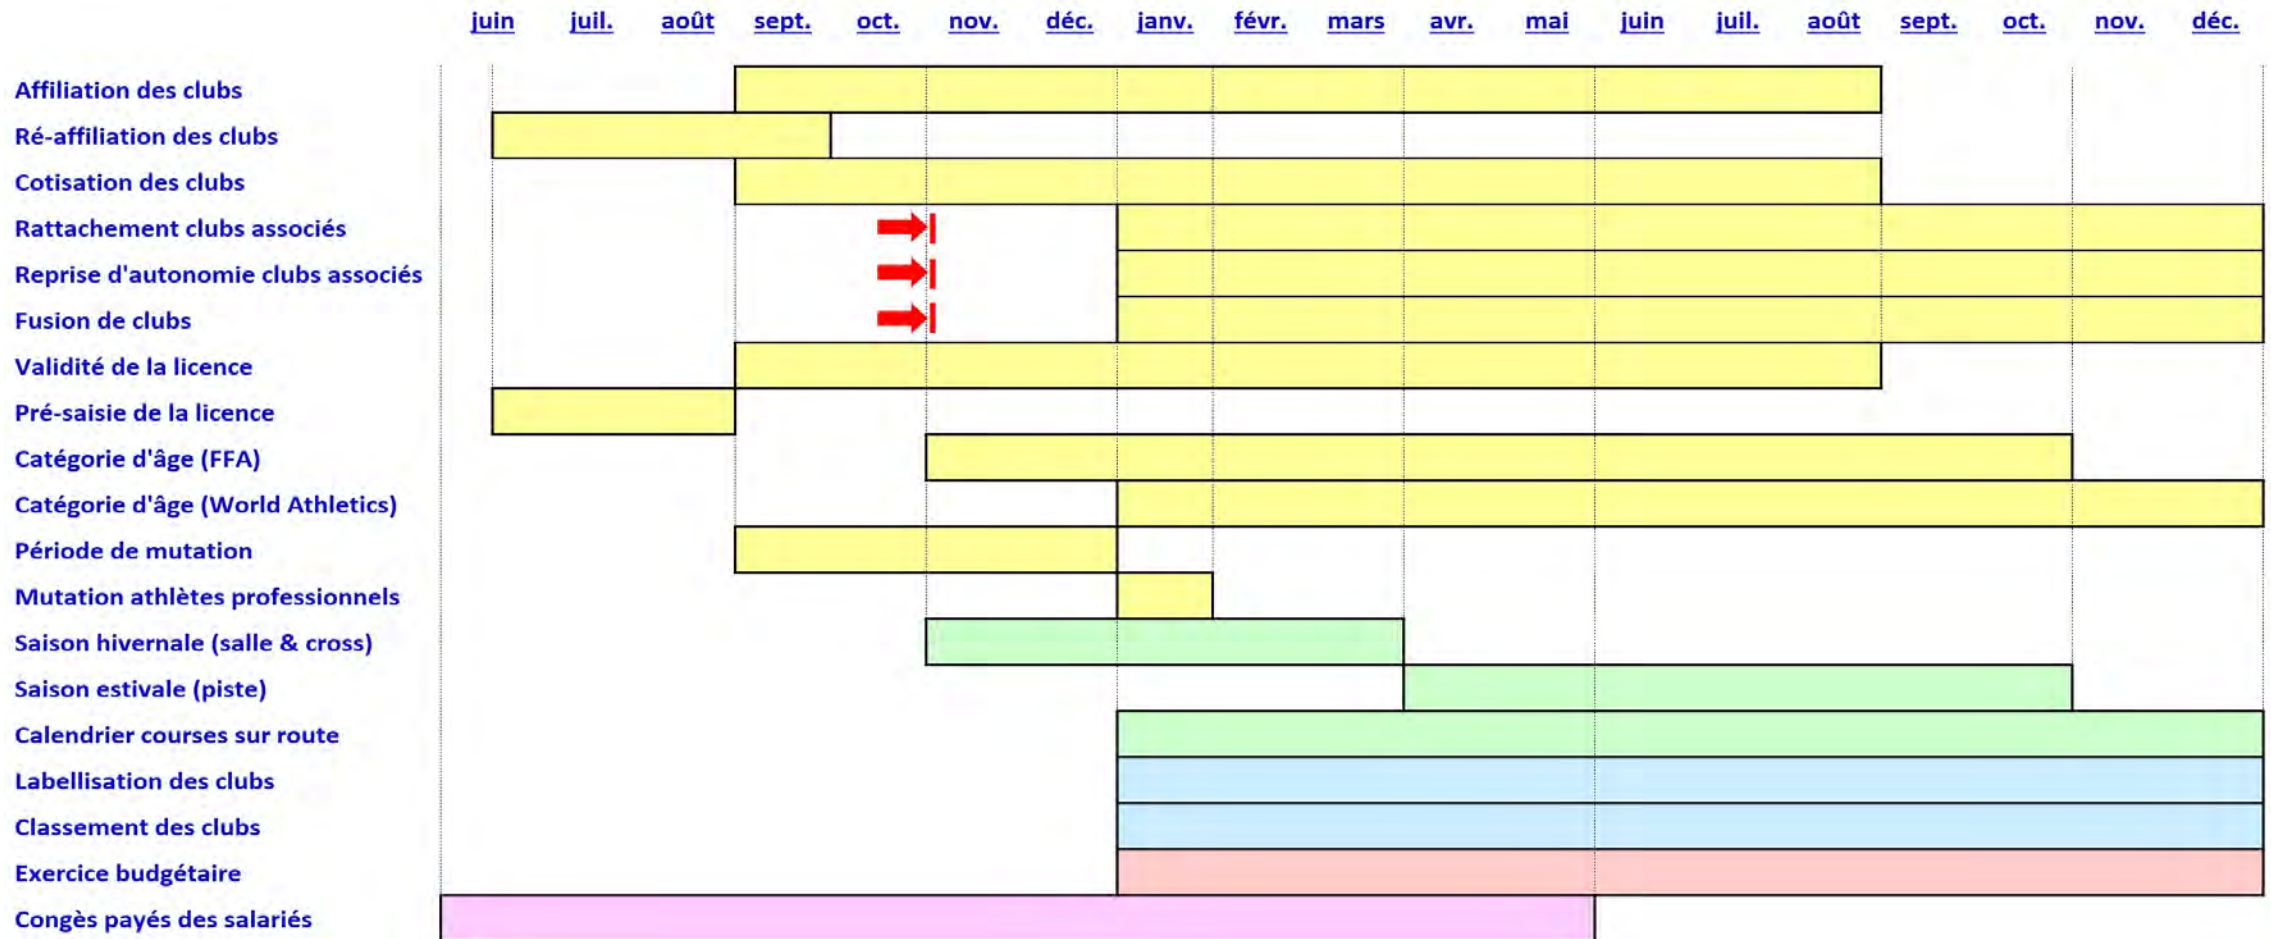 juin juil. août sept. oct. nov. déc. janv. févr. mars avr. mai juin juil. août sept. oct. nov. déc.
Affiliation des clubs
Ré-affiliation des clubs
Cotisation des clubs
Rattachement clubs associés
Reprise d'autonomie clubs associés
Fusion de clubs
Validité de la licence
Pré-saisie de la licence
Catégorie d'âge (FFA)
Catégorie d'âge (World Athletics)
Période de mutation
Mutation athlètes professionnels
Saison hivernale (salle & cross)
Saison estivale (piste)
Calendrier courses sur route
Labellisation des clubs
Classement des clubs
Exercice budgétaire
Congès payés des salariés